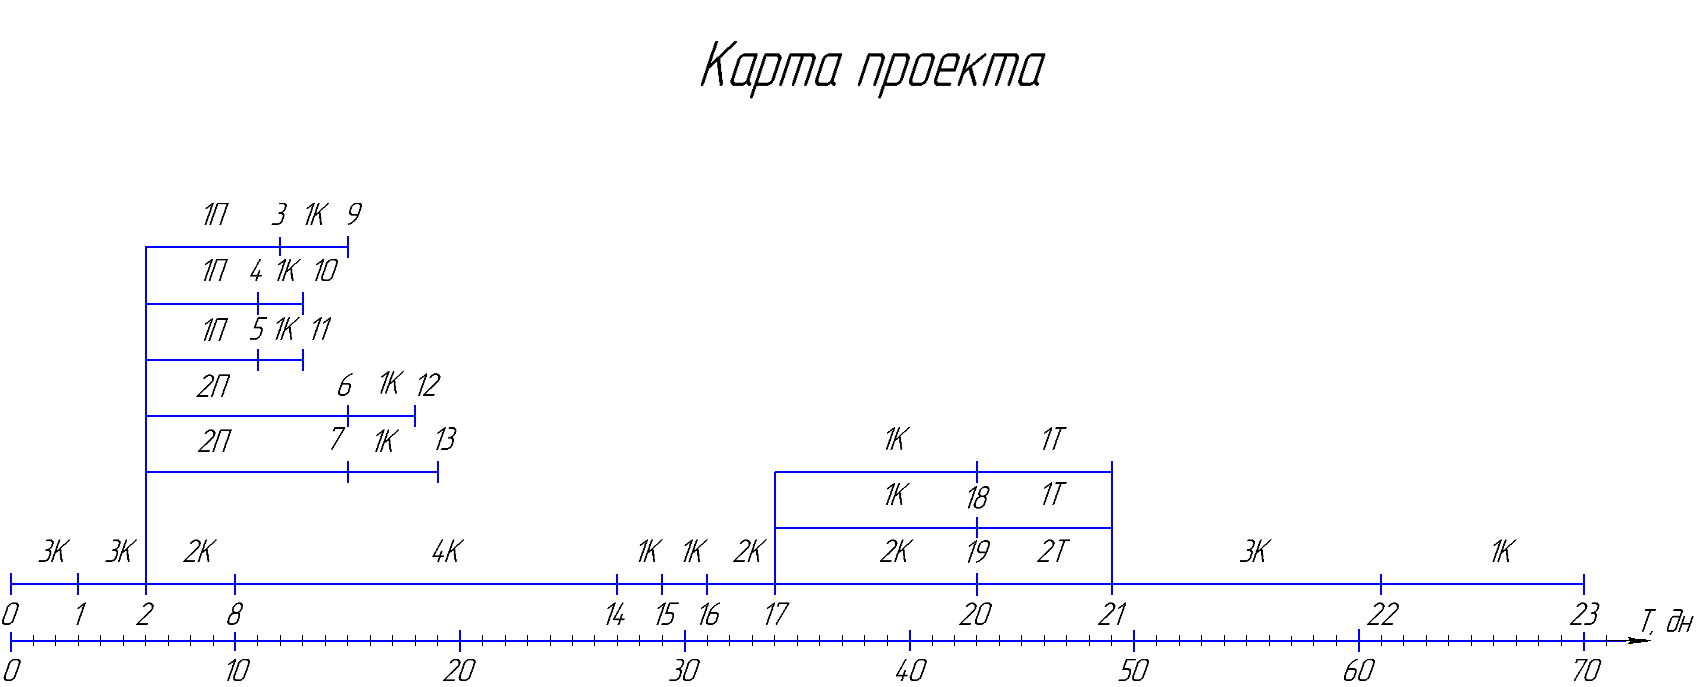 Карта проекта
1П 3 1К 9
1П 4 1К 10
1П 5 1К 11
2П 6 1К 12
2П 7 1К 13
1К 1Т
1К 18 1Т
3К 3К 2К 4К 1К 1К 2К 2К 19 2Т 3К 1К
0 1 2 8 14 15 16 17 20 21 22 23 Т, дн
0 10 20 30 40 50 60 70